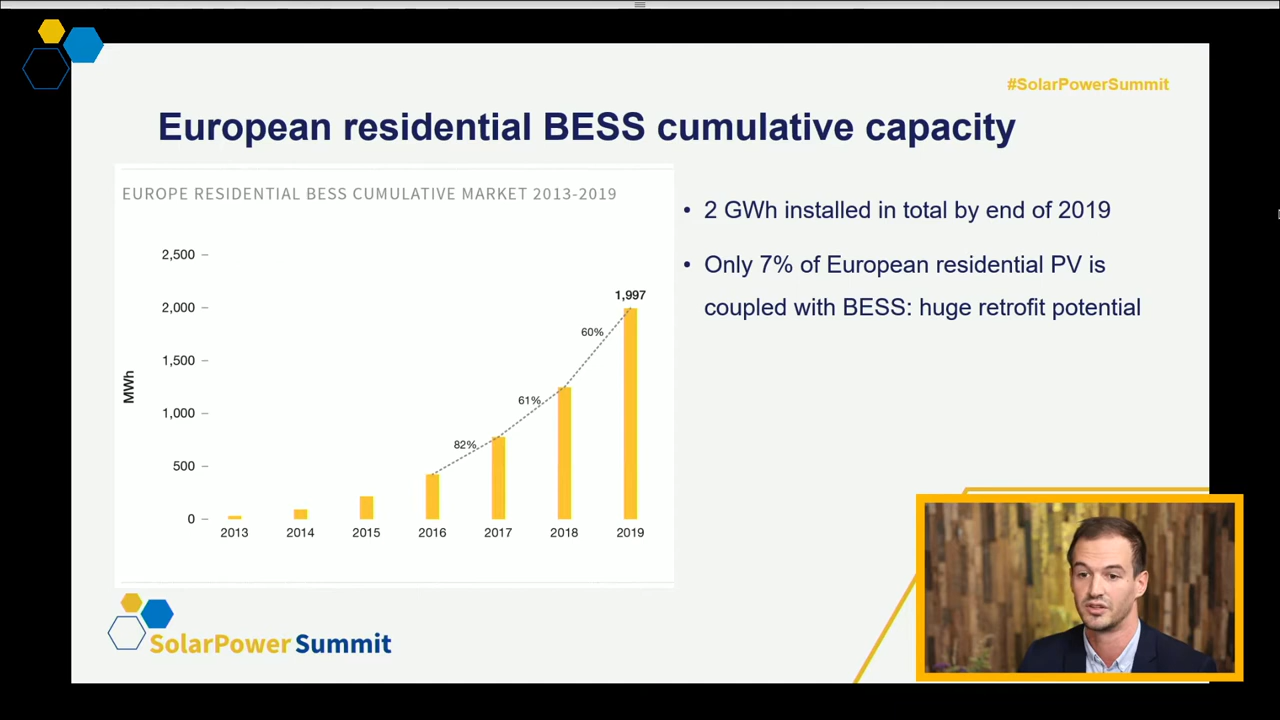 #SolarPowerSummit
European residential BESS cumulative capacity
EUROPE RESIDENTIAL BESS CUMULATIVE MARKET 2013-2019
• 2 GWh installed in total by end of 2019
• Only 7% of European residential PV is
coupled with BESS: huge retrofit potential
2,500
2,000
1,500
1,000
500
0
MWh
1,997
60%
61%
82%
2013 2014 2015 2016 2017 2018 2019
SolarPower Summit